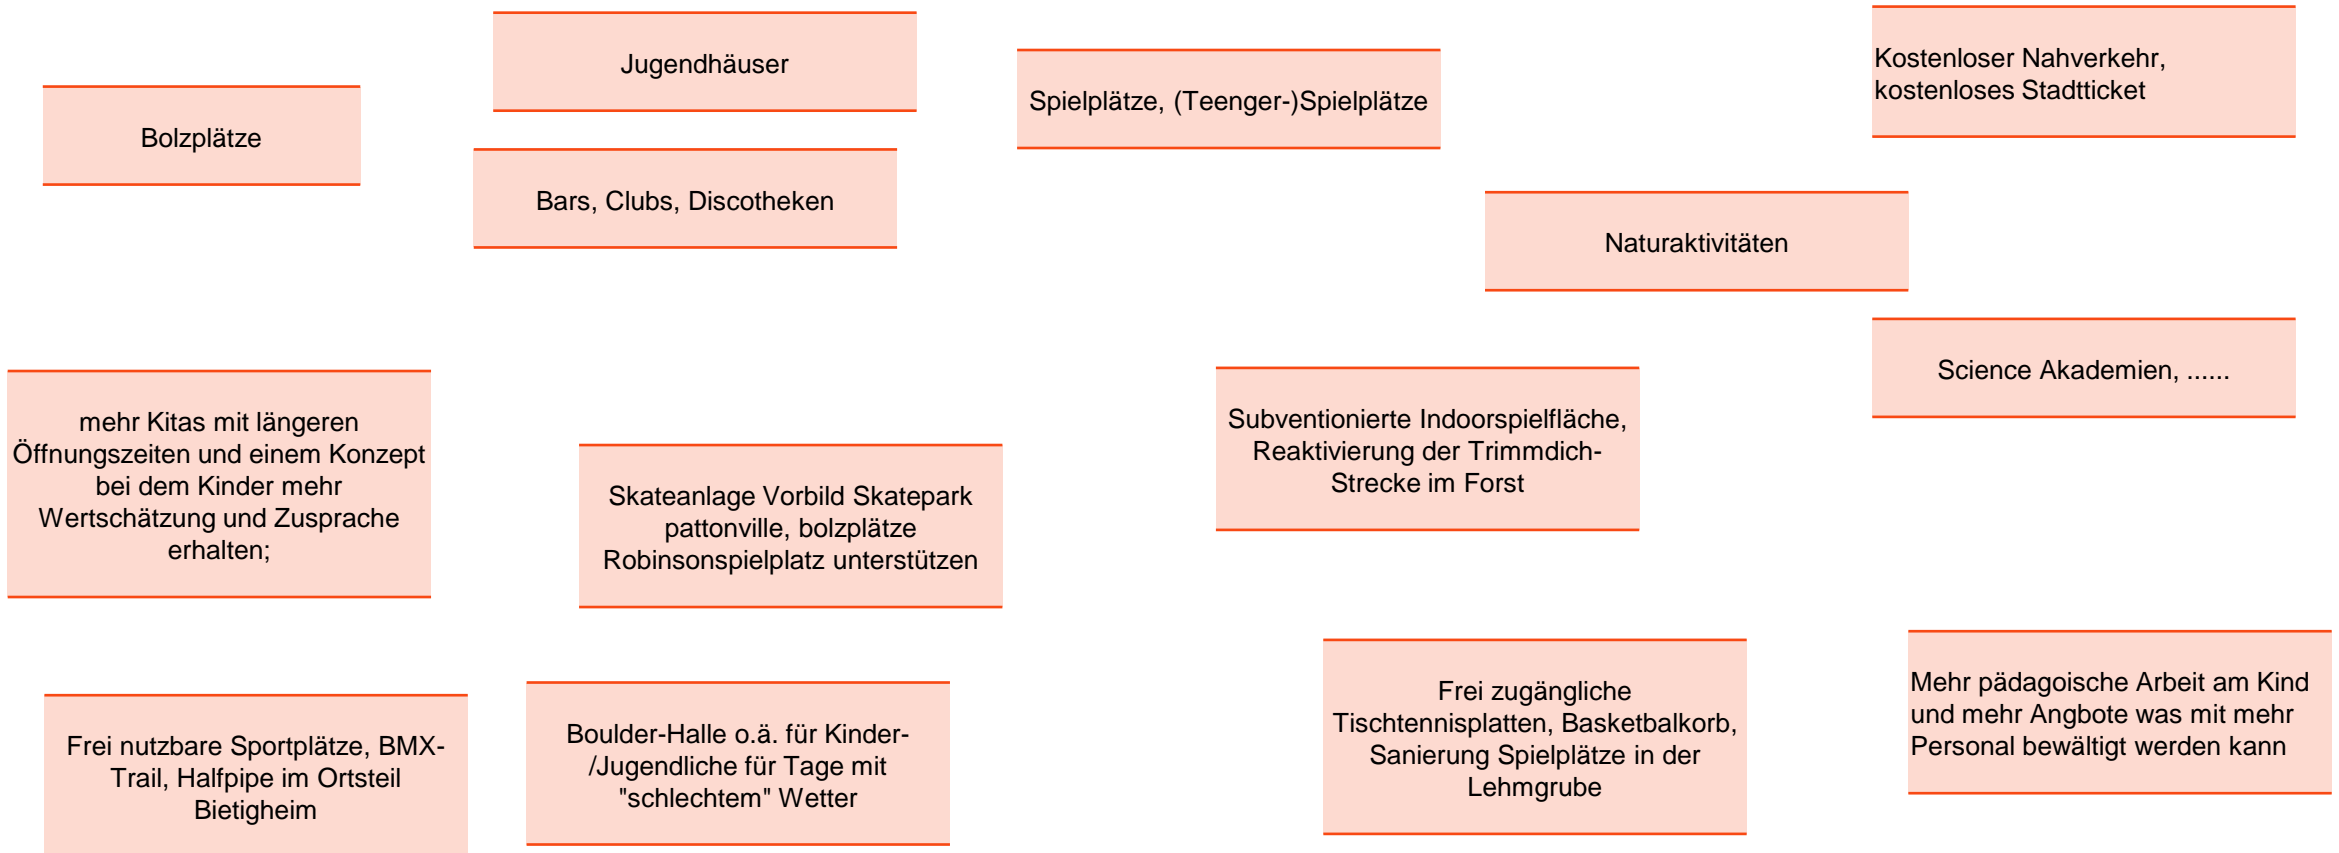 Jugendhäuser
Kostenloser Nahverkehr,
kostenloses Stadtticket
Spielplätze, (Teenger-)Spielplätze
Bolzplätze
Bars, Clubs, Discotheken
Naturaktivitäten
Science Akademien, ......
mehr Kitas mit längeren
Öffnungszeiten und einem Konzept
bei dem Kinder mehr
Wertschätzung und Zusprache
erhalten;
Subventionierte Indoorspielfläche,
Reaktivierung der Trimmdich-
Strecke im Forst
Skateanlage Vorbild Skatepark
pattonville, bolzplätze
Robinsonspielplatz unterstützen
Frei nutzbare Sportplätze, BMX-
Trail, Halfpipe im Ortsteil
Bietigheim
Boulder-Halle o.ä. für Kinder-
/Jugendliche für Tage mit
"schlechtem" Wetter
Frei zugängliche
Tischtennisplatten, Basketbalkorb,
Sanierung Spielplätze in der
Lehmgrube
Mehr pädagoische Arbeit am Kind
und mehr Angbote was mit mehr
Personal bewältigt werden kann